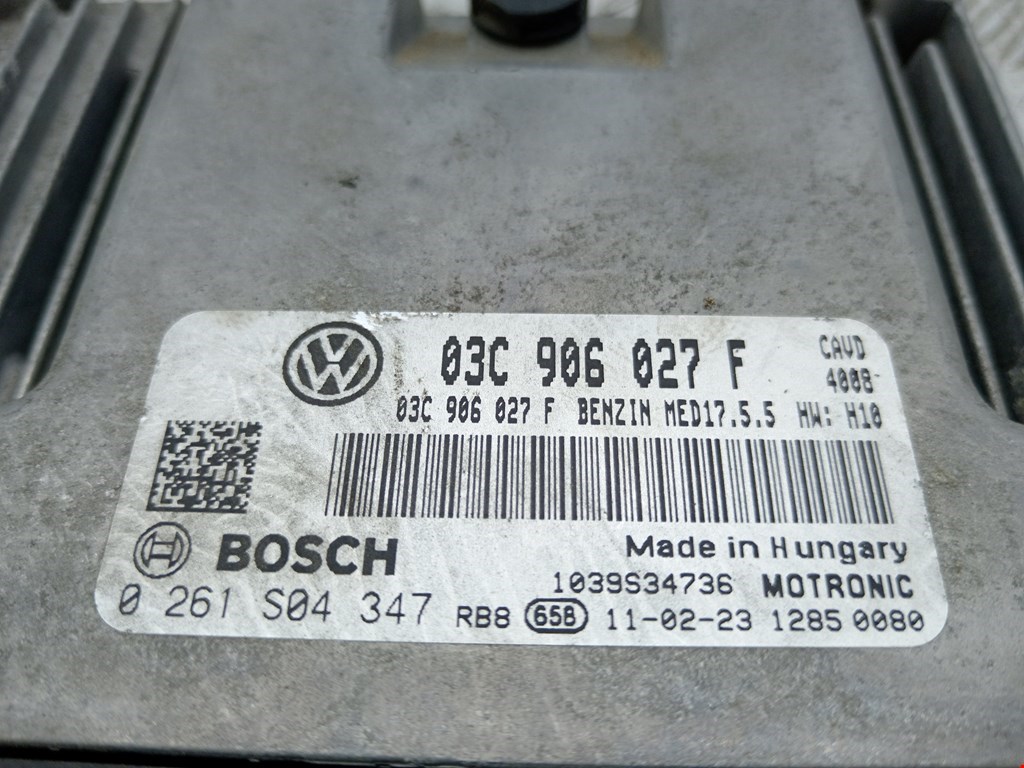 03C 906 027 F CAVD
4008-
03C 906 027 F BENZIN MED17.5.5 HW: H10
BOSCH Made in Hungary
1039S34736 MOTRONIC
0 261 S04 347 RB8 658 11-02-23 1285 0080